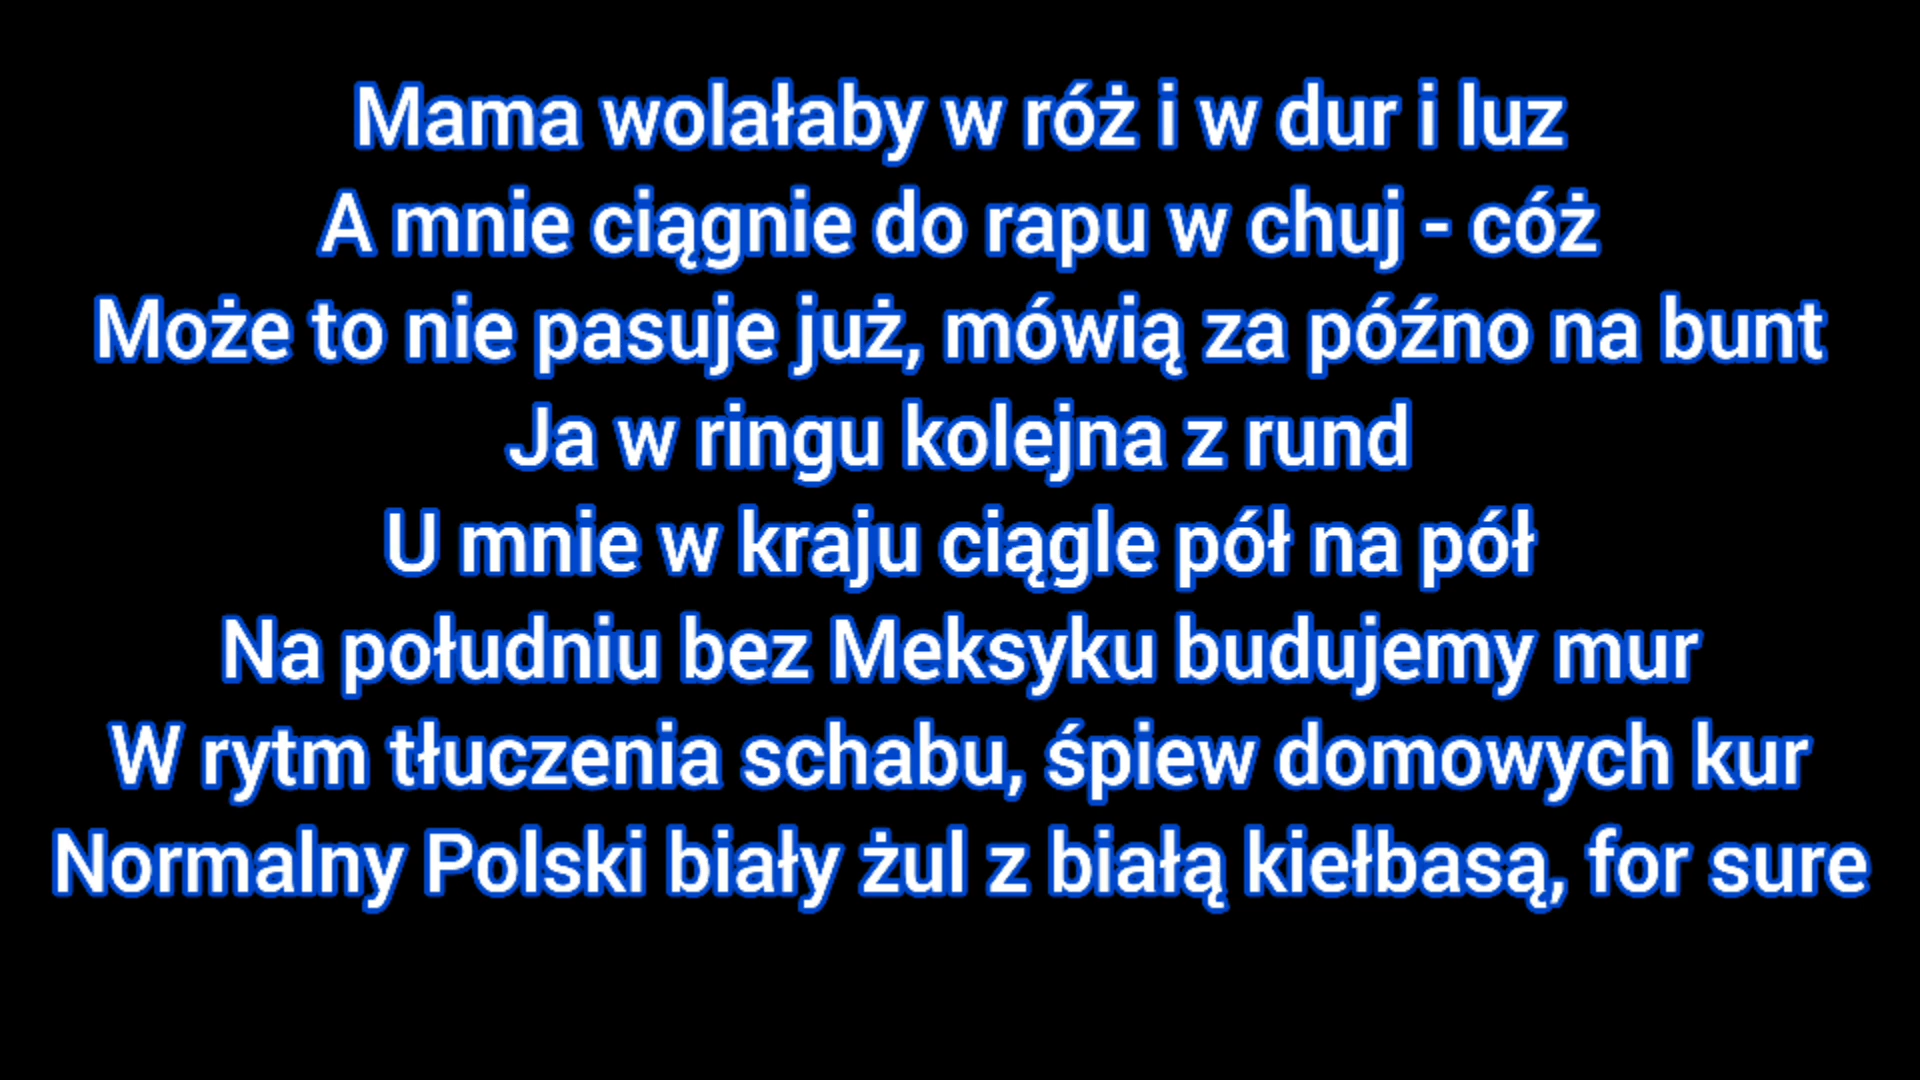 Mama wolałaby w róż i w dur i luz
A mnie ciągnie do rapu w chuj - cóż
Może to nie pasuje już, mówią za późno na bunt
Ja w ringu kolejna z rund
U mnie w kraju ciągle pół na pół
Na południu bez Meksyku budujemy mur
W rytm tłuczenia schabu, śpiew domowych kur
Normalny Polski biały żul z białą kiełbasą, for sure